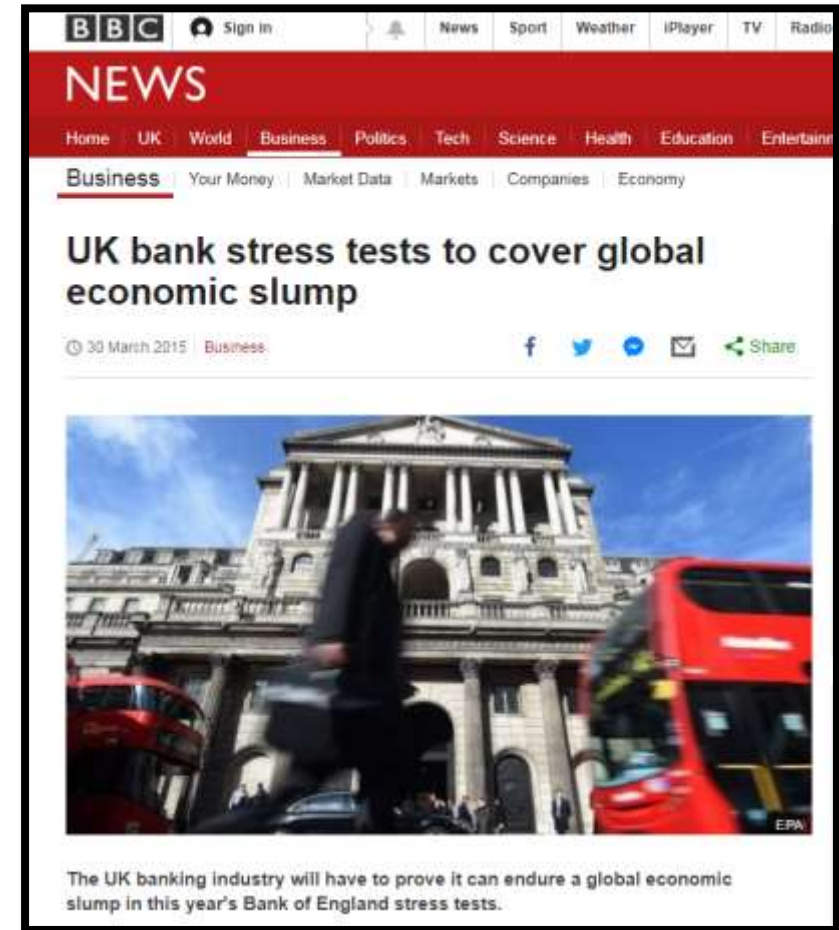 BBC Sign in News Sport Weather iPlayer TV Radio
NEWS
Home UK World Business Politics Tech Science Health Education Entertainm
Business Your Money Market Data Markets Companies Economy
UK bank stress tests to cover global
economic slump
30 March 2015 Business
f Share
EPA
The UK banking industry will have to prove it can endure a global economic
slump in this year's Bank of England stress tests.